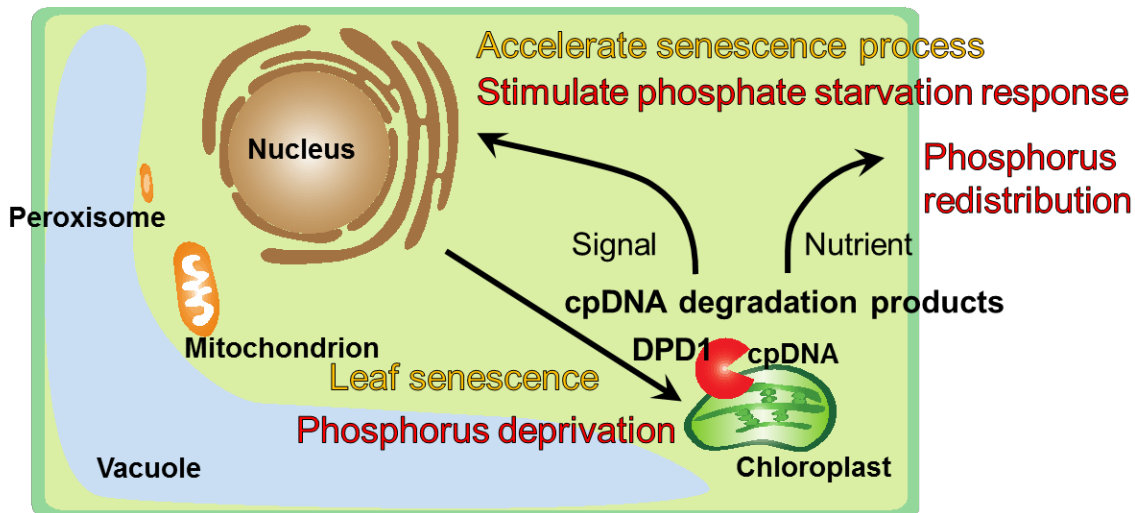 Accelerate senescence process
Stimulate phosphate starvation response
Nucleus
Phosphorus
redistribution
Peroxisome
Signal
Nutrient
cpDNA degradation products
Mitochondrion
DPD1
cpDNA
Leaf senescence
Phosphorus deprivation
Vacuole
Chloroplast